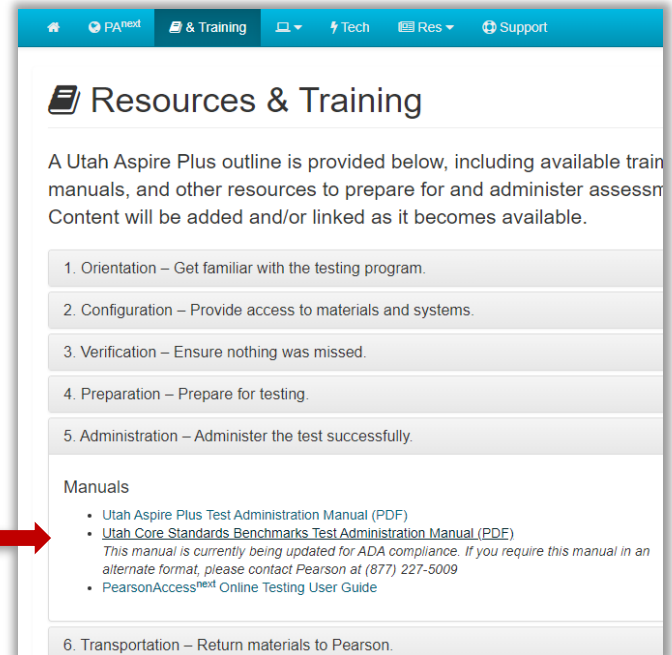 PAnext & Training Tech Res Support
Resources & Training
A Utah Aspire Plus outline is provided below, including available
manuals, and other resources to prepare for and administer
Content will be added and/or linked as it becomes available.
1. Orientation – Get familiar with the testing program.
2. Configuration – Provide access to materials and systems.
3. Verification – Ensure nothing was missed.
4. Preparation – Prepare for testing.
5. Administration – Administer the test successfully.
Manuals
• Utah Aspire Plus Test Administration Manual (PDF)
• Utah Core Standards Benchmarks Test Administration Manual (PDF)
This manual is currently being updated for ADA compliance. If you require this manual in an
alternate format, please contact Pearson at (877) 227-5009
• PearsonAccessnext Online Testing User Guide
6. Transportation – Return materials to Pearson.